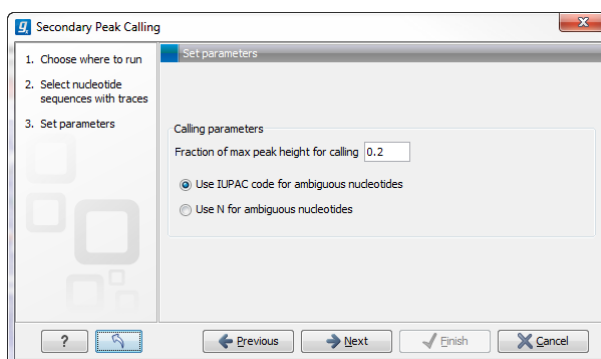 Secondary Peak Calling
1. Choose where to run
2. Select nucleotide
sequences with traces
3. Set parameters
Set parameters
Calling parameters
Fraction of max peak height for calling 0.2
Use IUPAC code for ambiguous nucleotides
Use N for ambiguous nucleotides
? Previous Next Finish Cancel